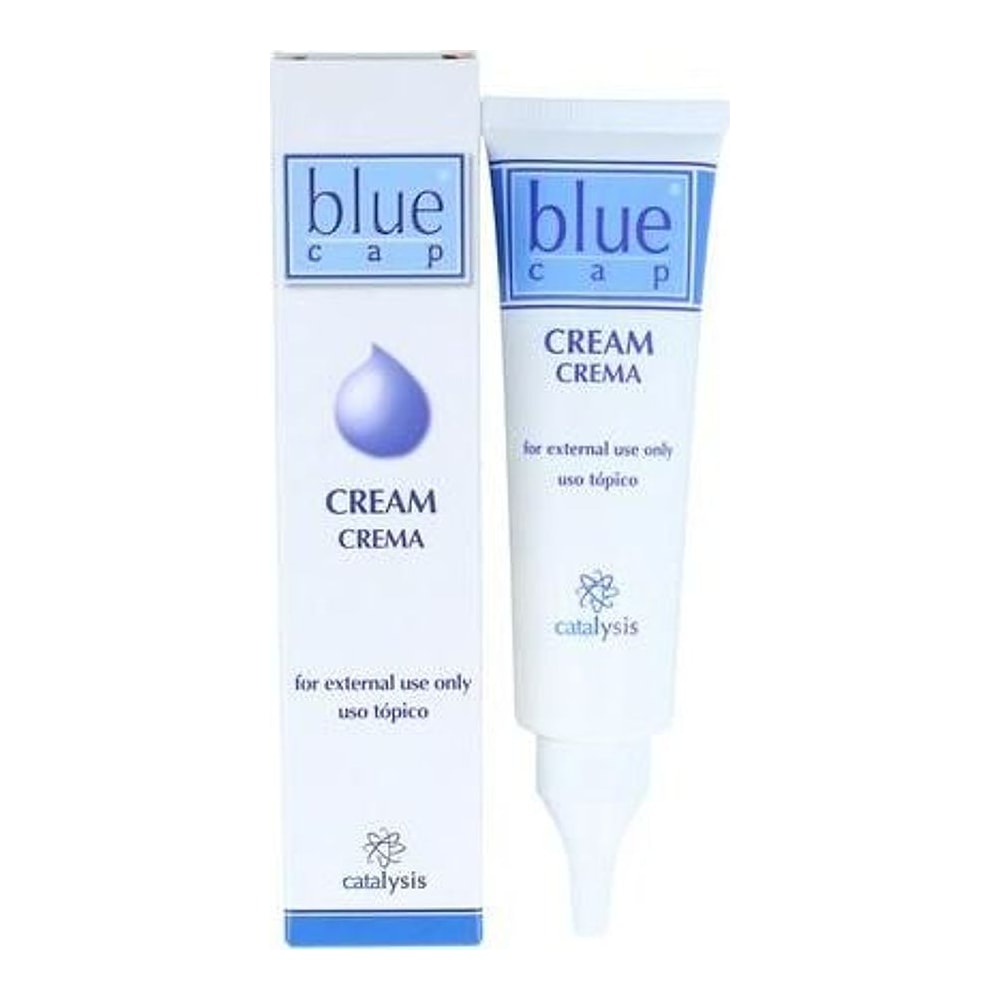 blue®
cap
CREAM
CREMA
for external use only
uso tópico
catalysis
blue®
cap
CREAM
CREMA
for external use only
uso tópico
catalysis